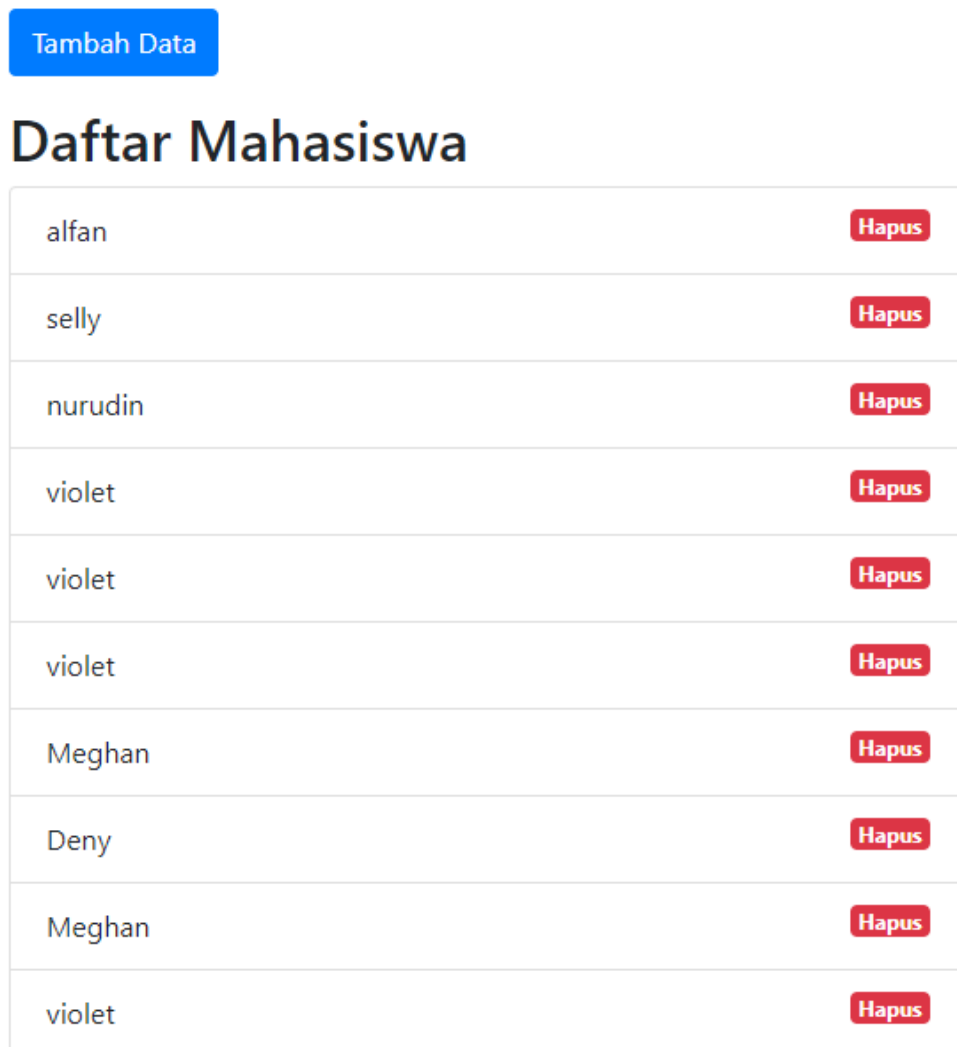 Tambah Data
Daftar Mahasiswa
alfan Hapus
selly Hapus
nurudin Hapus
violet Hapus
violet Hapus
violet Hapus
Meghan Hapus
Deny Hapus
Meghan Hapus
violet Hapus